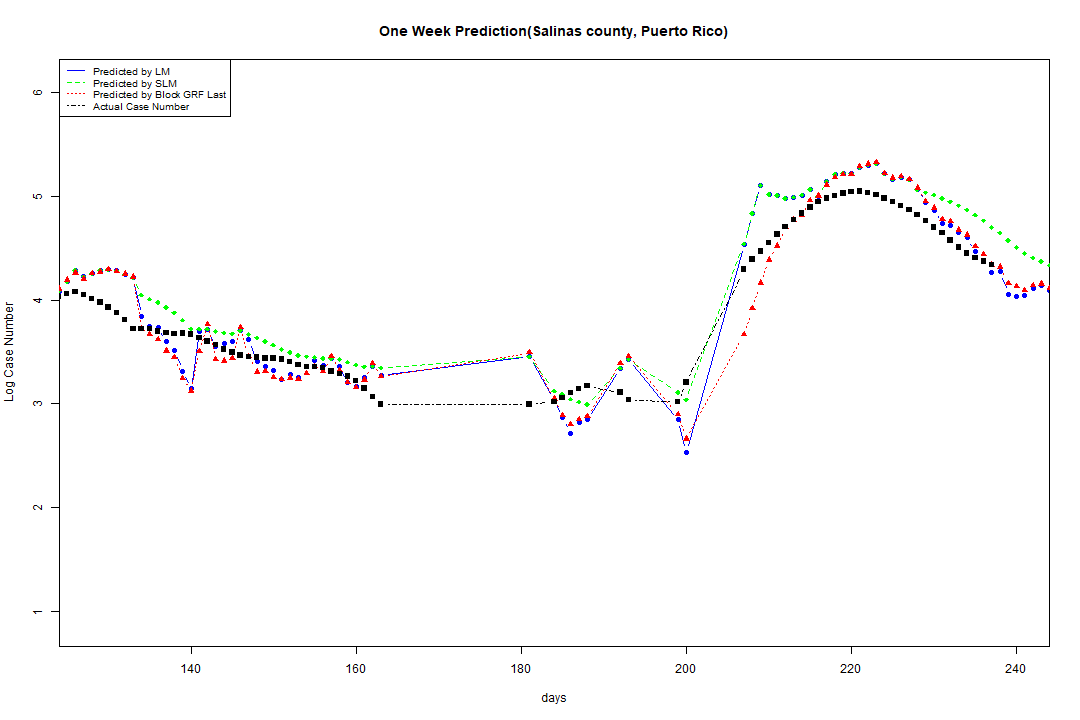 One Week Prediction(Salinas county, Puerto Rico)
Predicted by LM
Predicted by SLM
Predicted by Block GRF Last
Actual Case Number
Log Case Number
6
5
4
3
2
1
140 160 180 200 220 240
days